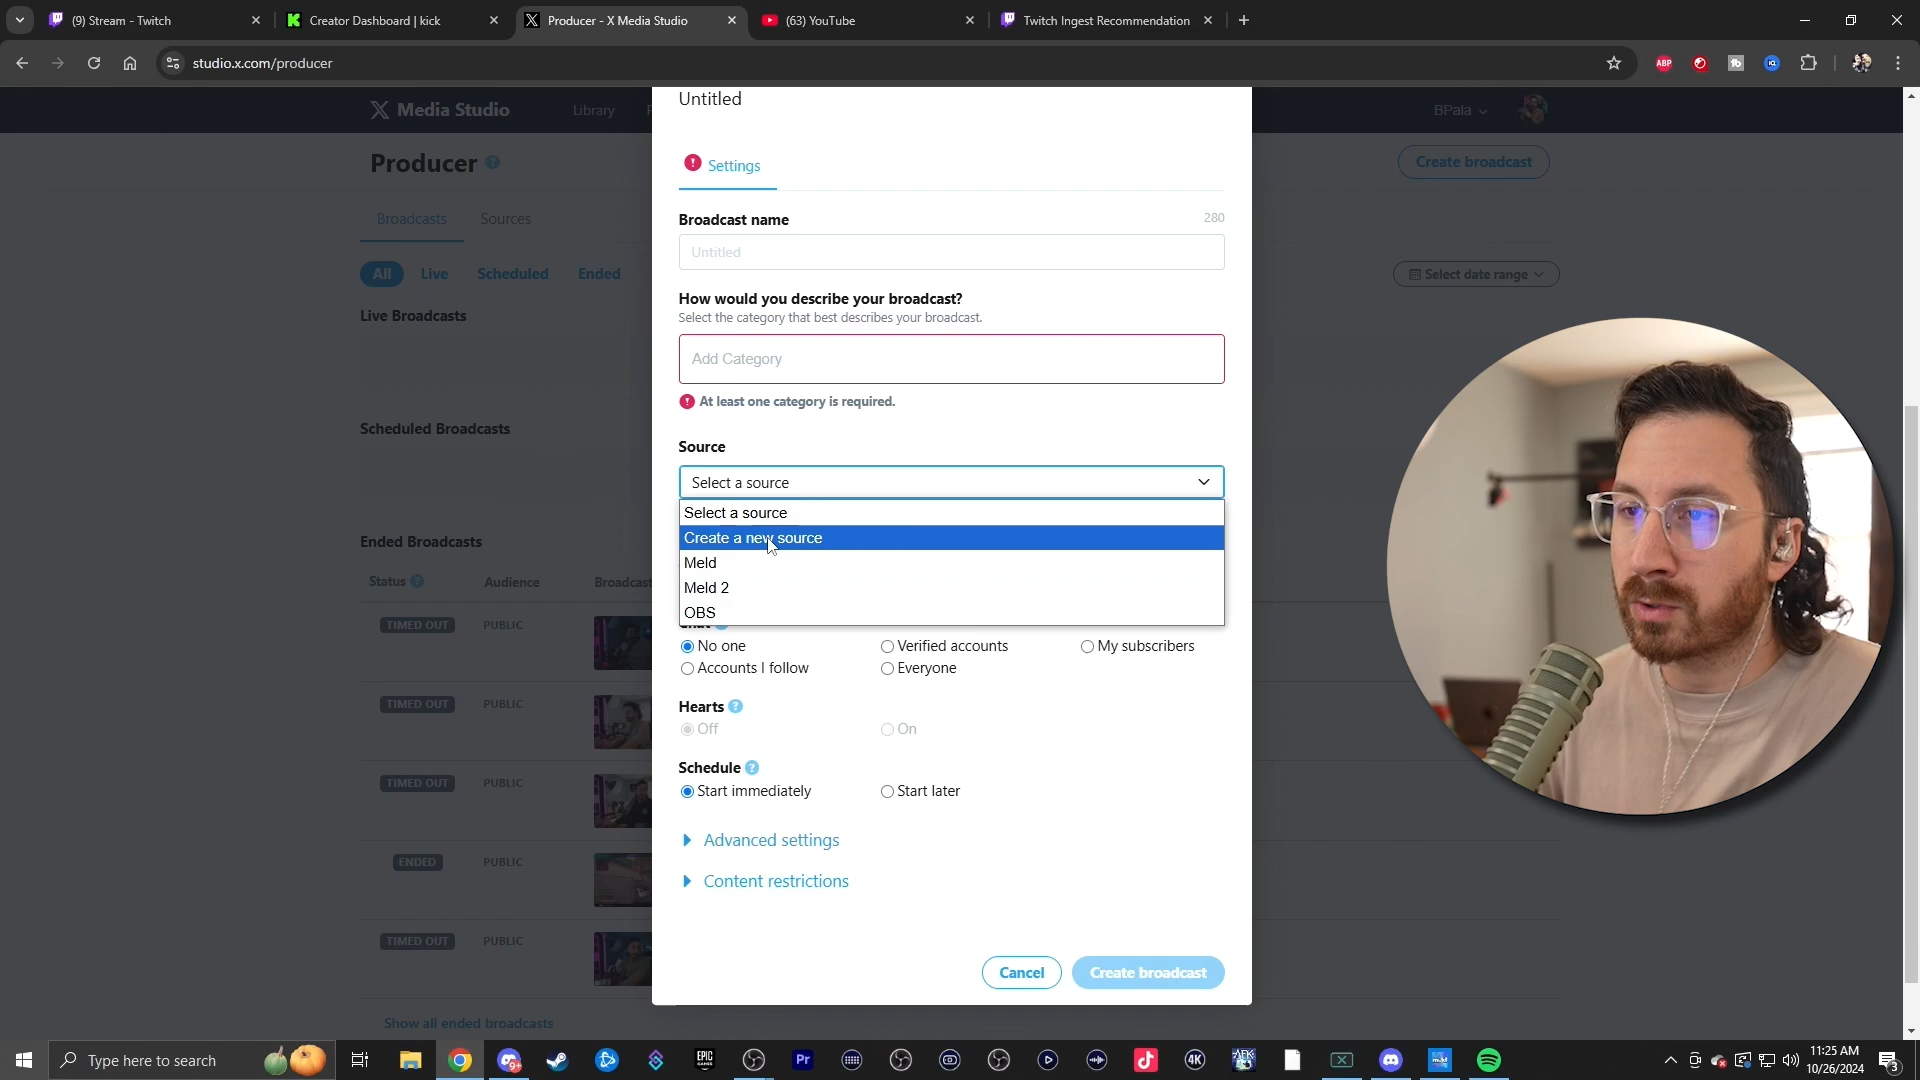 (9) Stream - Twitch
Creator Dashboard | kick
Producer - X Media Studio
(63) YouTube
Twitch Ingest Recommendation
studio.x.com/producer
ABP
Media Studio
Library
BPala
Untitled
Producer
Create broadcast
Settings
Broadcasts
Sources
Broadcast name
280
Untitled
All
Live
Scheduled
Ended
Select date range
How would you describe your broadcast?
Select the category that best describes your broadcast.
Live Broadcasts
Add Category
At least one category is required.
Scheduled Broadcasts
Source
Select a source
Select a source
Create a new source
Meld
Meld 2
OBS
Ended Broadcasts
Status
Audience
TIMED OUT
PUBLIC
No one
Verified accounts
My subscribers
Accounts I follow
Everyone
TIMED OUT
PUBLIC
Hearts
Off
On
Schedule
TIMED OUT
PUBLIC
Start immediately
Start later
Advanced settings
ENDED
PUBLIC
Content restrictions
TIMED OUT
PUBLIC
Cancel
Create broadcast
Show all ended broadcasts
Type here to search
9+
EPIC GAMES
Pr
4K
11:25 AM
10/26/2024
3